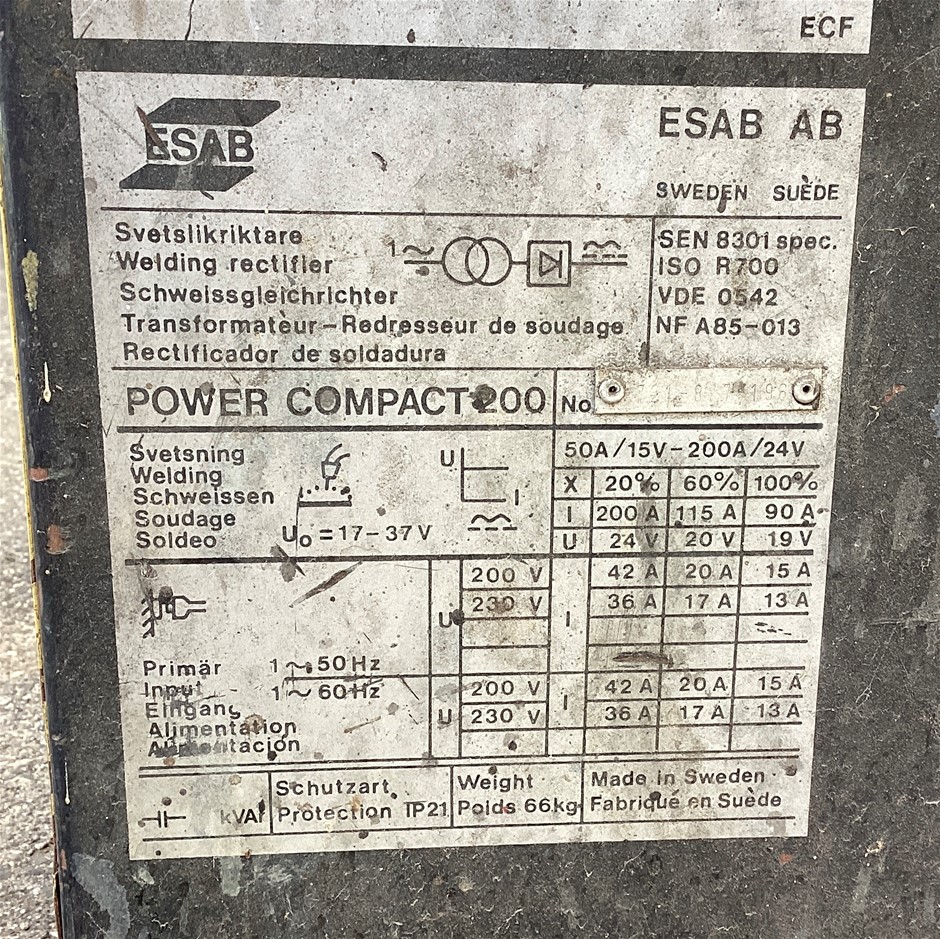 ECF
ESAB
ESAB AB
SWEDEN SUÈDE
Svetslikriktare
Welding rectifier
Schweissgleichrichter
Transformateur-Redresseur de soudage
Rectificador de soldadura
1 ~
SEN 8301 spec.
ISO R700
VDE 0542
NF A85-013
POWER COMPACT 200
No
Svetsning
Welding
Schweissen
Soudage
Soldeo
U₀ = 17-37 V
U
I
50A/15V-200A/24V
X 20% 60% 100%
I 200 A 115 A 90 A
U 24 V 20 V 19 V
U I
200 V 42 A 20 A 15 A
230 V 36 A 17 A 13 A
Primär 1 ~ 50 Hz
Input 1 ~ 60 Hz
Eingang
Alimentation
Alimentación
U I
200 V 42 A 20 A 15 A
230 V 36 A 17 A 13 A
kVAr
Schutzart
Protection TP21
Weight
Poids 66kg
Made in Sweden
Fabriqué en Suède